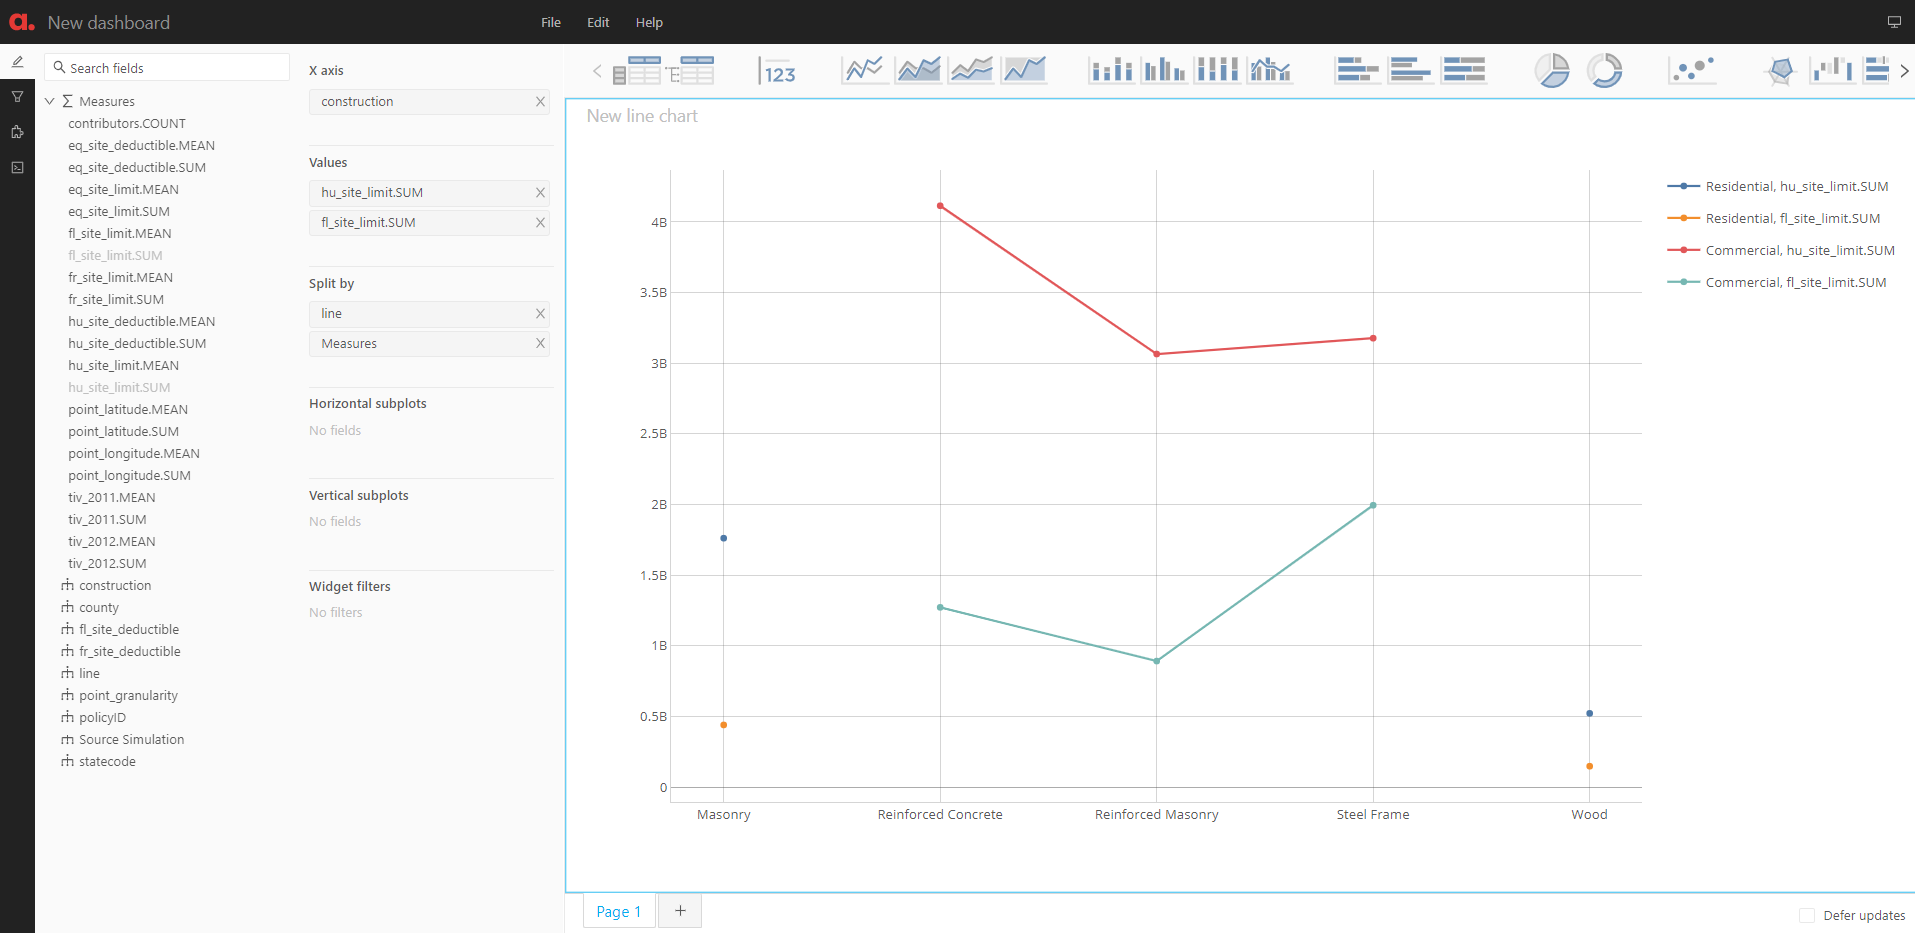 a. New dashboard
File Edit Help
Search fields
Measures
contributors.COUNT
eq_site_deductible.MEAN
eq_site_deductible.SUM
eq_site_limit.MEAN
eq_site_limit.SUM
fl_site_limit.MEAN
fl_site_limit.SUM
fr_site_limit.MEAN
fr_site_limit.SUM
hu_site_deductible.MEAN
hu_site_deductible.SUM
hu_site_limit.MEAN
hu_site_limit.SUM
point_latitude.MEAN
point_latitude.SUM
point_longitude.MEAN
point_longitude.SUM
tiv_2011.MEAN
tiv_2011.SUM
tiv_2012.MEAN
tiv_2012.SUM
construction
county
fl_site_deductible
fr_site_deductible
line
point_granularity
policyID
Source Simulation
statecode
X axis
construction
Values
hu_site_limit.SUM
fl_site_limit.SUM
Split by
line
Measures
Horizontal subplots
No fields
Vertical subplots
No fields
Widget filters
No filters
123
New line chart
4B
3.5B
3B
2.5B
2B
1.5B
1B
0.5B
0
Masonry
Reinforced Concrete
Reinforced Masonry
Steel Frame
Wood
Residential, hu_site_limit.SUM
Residential, fl_site_limit.SUM
Commercial, hu_site_limit.SUM
Commercial, fl_site_limit.SUM
Page 1
+
Defer updates